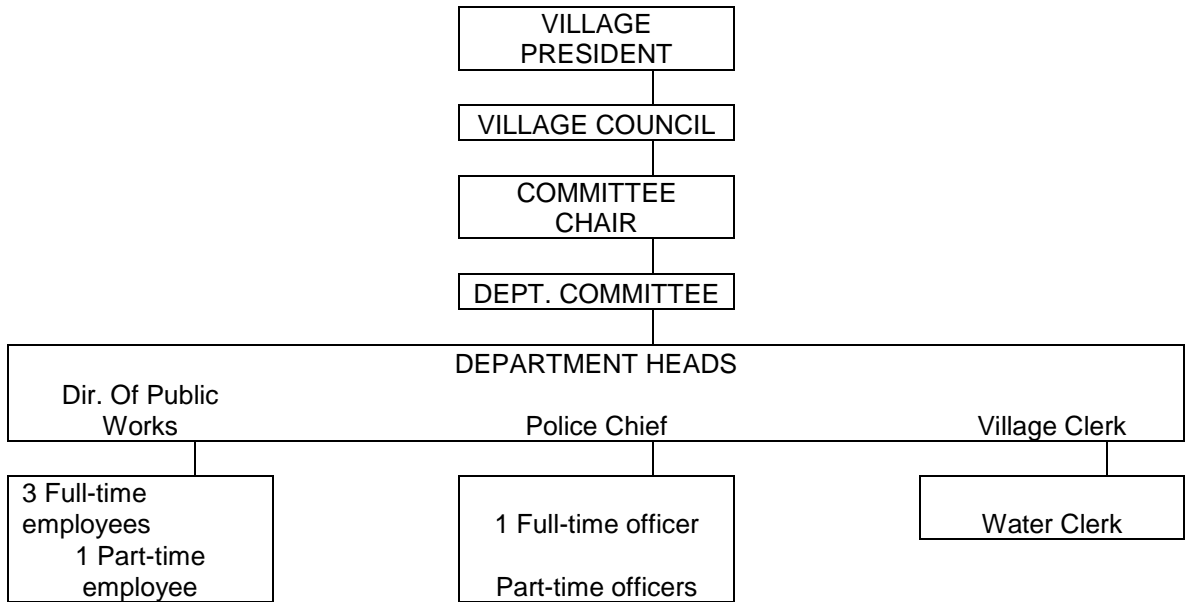 VILLAGE
PRESIDENT
VILLAGE COUNCIL
COMMITTEE
CHAIR
DEPT. COMMITTEE
DEPARTMENT HEADS
Dir. Of Public
Works
Police Chief
Village Clerk
3 Full-time
employees
1 Part-time
employee
1 Full-time officer
Part-time officers
Water Clerk